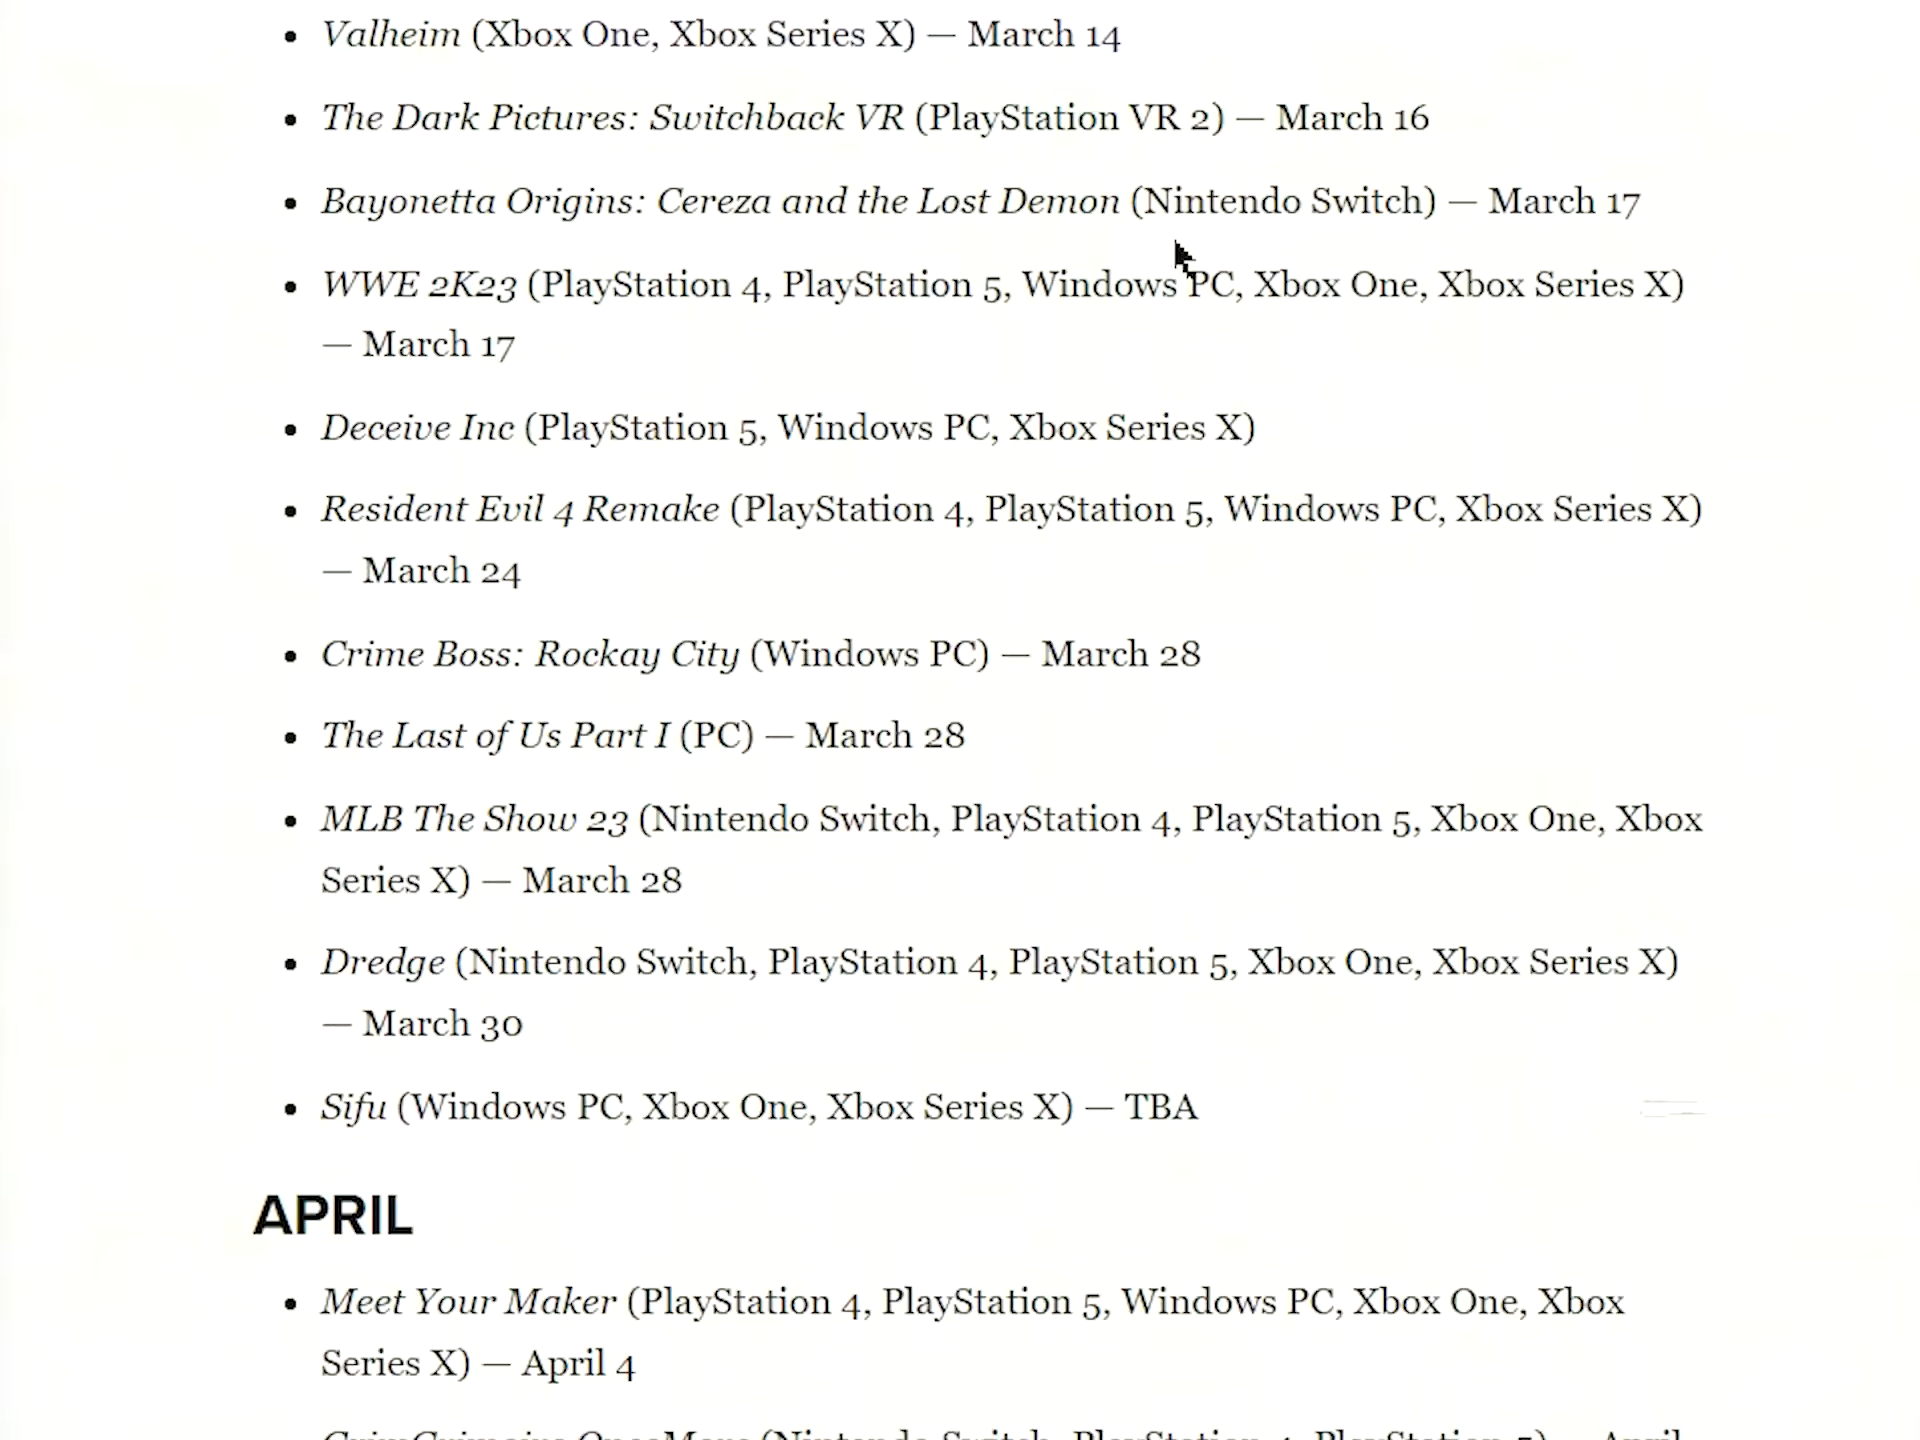 Valheim (Xbox One, Xbox Series X) — March 14
The Dark Pictures: Switchback VR (PlayStation VR 2) — March 16
Bayonetta Origins: Cereza and the Lost Demon (Nintendo Switch) — March 17
WWE 2K23 (PlayStation 4, PlayStation 5, Windows PC, Xbox One, Xbox Series X)
— March 17
Deceive Inc (PlayStation 5, Windows PC, Xbox Series X)
Resident Evil 4 Remake (PlayStation 4, PlayStation 5, Windows PC, Xbox Series X)
— March 24
Crime Boss: Rockay City (Windows PC) — March 28
The Last of Us Part I (PC) — March 28
MLB The Show 23 (Nintendo Switch, PlayStation 4, PlayStation 5, Xbox One, Xbox
Series X) — March 28
Dredge (Nintendo Switch, PlayStation 4, PlayStation 5, Xbox One, Xbox Series X)
— March 30
Sifu (Windows PC, Xbox One, Xbox Series X) — TBA
APRIL
Meet Your Maker (PlayStation 4, PlayStation 5, Windows PC, Xbox One, Xbox
Series X) — April 4
(Nintendo Switch, PlayStation 4, PlayStation 5) — April